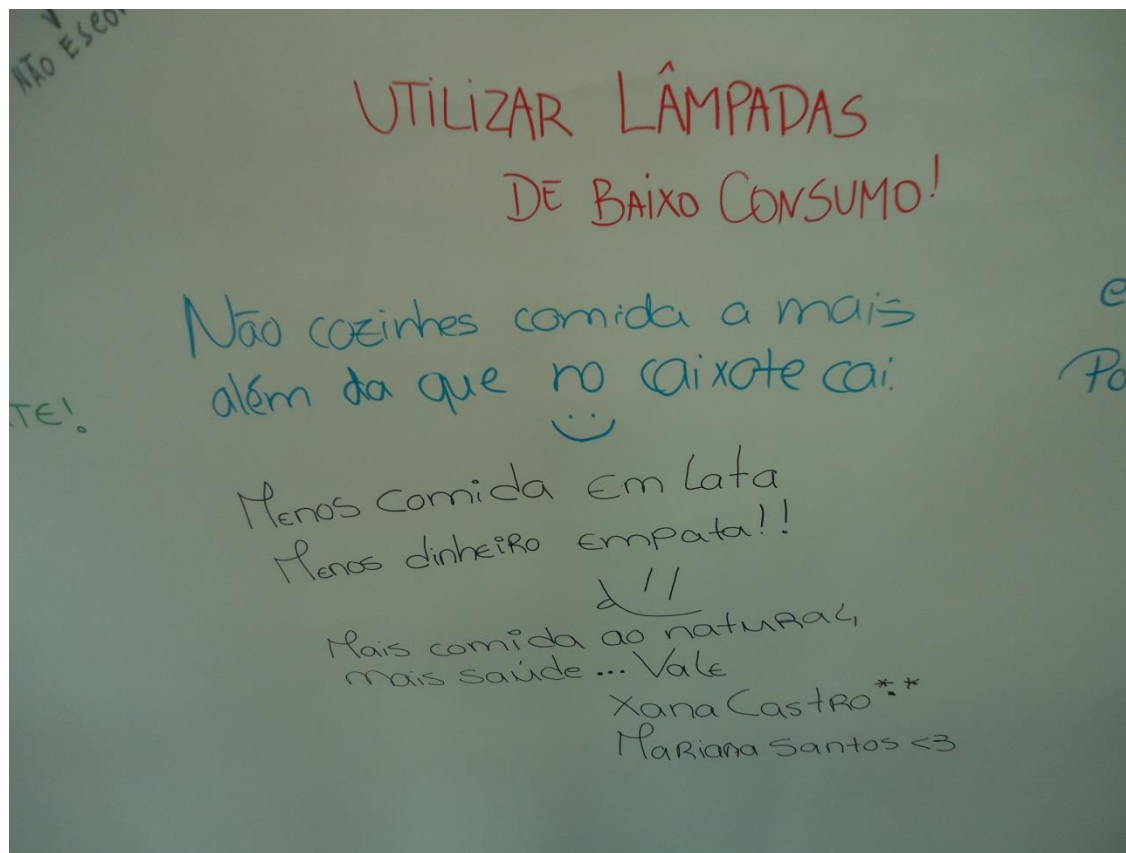 NÃO
UTILIZAR LÂMPADAS
DE BAIXO CONSUMO!
Não cozinhes comida a mais
além da que no caixote cai.
Menos comida em lata
Menos dinheiro empata!!
Mais comida ao natural,
mais saúde... Vale
Xana Castro *.*
Mariana Santos <3